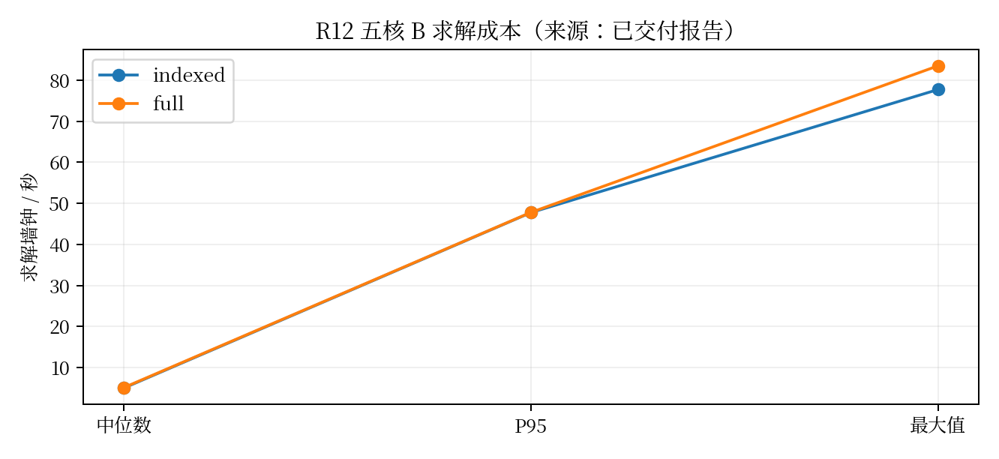 R12 五核 B 求解成本（来源：已交付报告）
indexed
full
求解墙钟 / 秒
80
70
60
50
40
30
20
10
中位数
P95
最大值